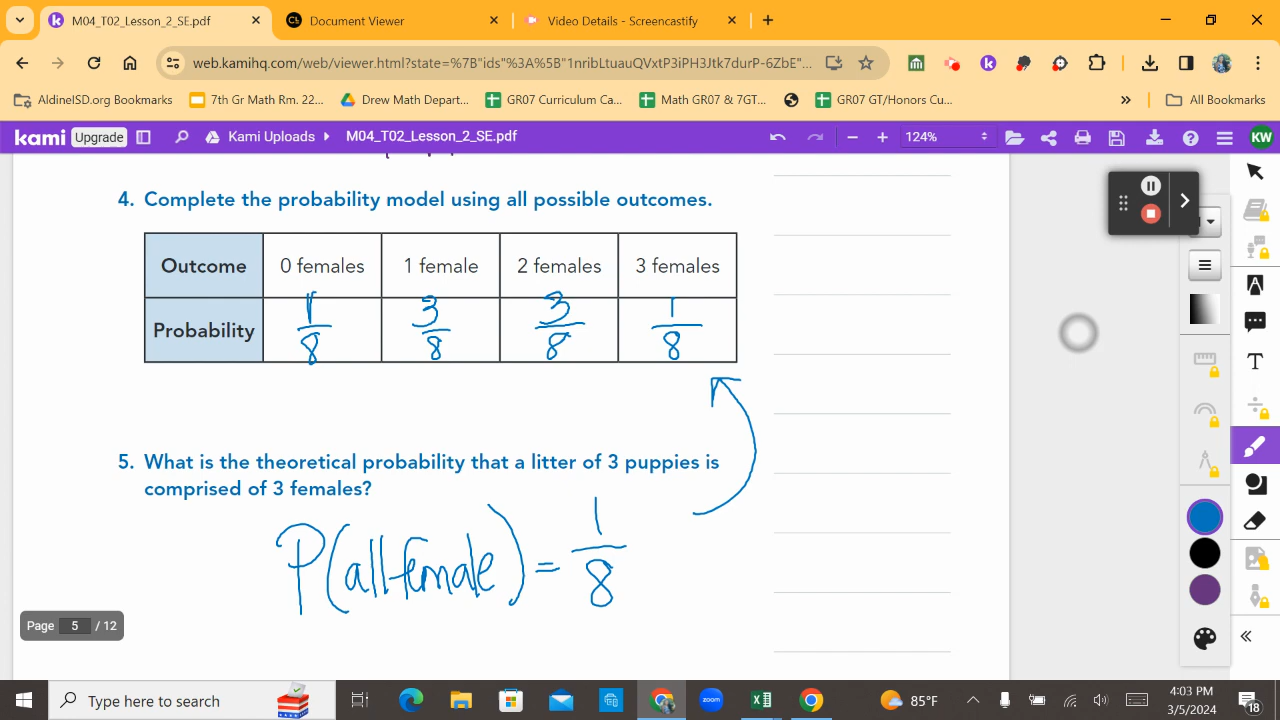 M04_T02_Lesson_2_SE.pdf
Document Viewer
Video Details - Screencastify
web.kamihq.com/web/viewer.html?state=%7B"ids"%3A%5B"1nribLtuauQVxtP3iPH3Jtk7durP-6ZbE"...
AldineISD.org Bookmarks
7th Gr Math Rm. 22...
Drew Math Depart...
GR07 Curriculum Ca...
Math GR07 & 7GT...
GR07 GT/Honors Cu...
»
All Bookmarks
kami Upgrade
Kami Uploads
M04_T02_Lesson_2_SE.pdf
124%
KW
4. Complete the probability model using all possible outcomes.
Outcome 0 females 1 female 2 females 3 females
Probability 1/8 3/8 3/8 1/8
5. What is the theoretical probability that a litter of 3 puppies is
comprised of 3 females?
P(all female) = 1/8
Page 5 / 12
Type here to search
85°F
4:03 PM
3/5/2024
18